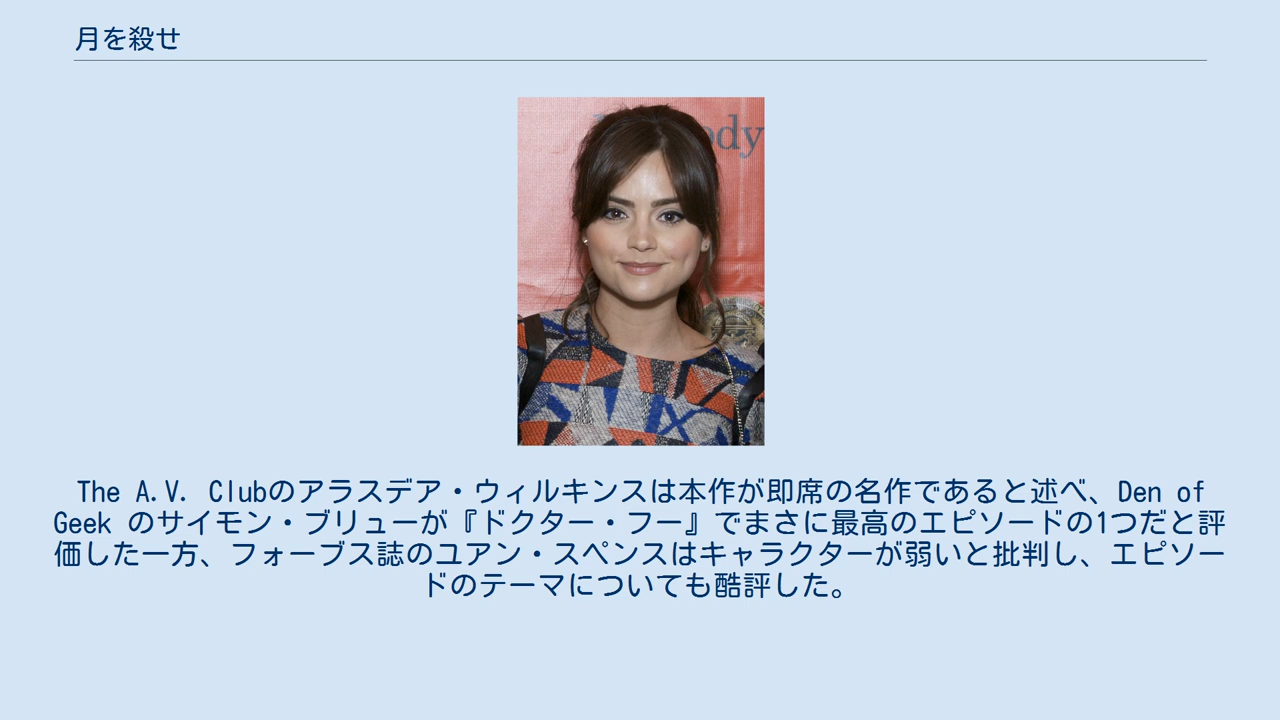 月を殺せ
ody
The A.V. Clubのアラスデア・ウィルキンスは本作が即席の名作であると述べ、Den of
Geek のサイモン・ブリューが『ドクター・フー』でまさに最高のエピソードの1つだと評
価した一方、フォーブス誌のユアン・スペンスはキャラクターが弱いと批判し、エピソー
ドのテーマについても酷評した。